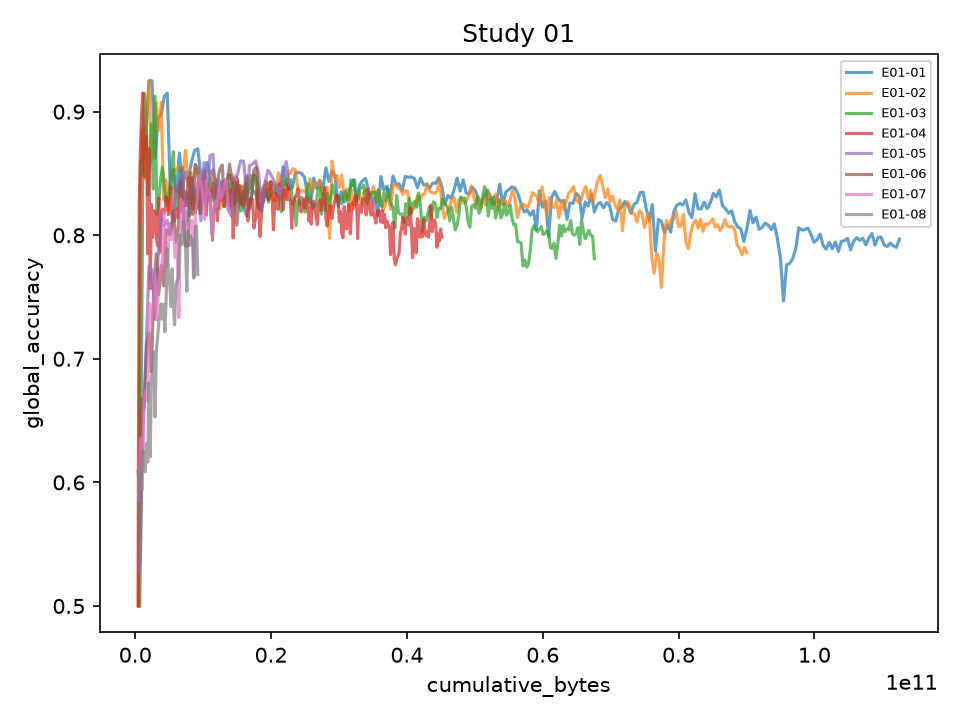 Study 01
global_accuracy
0.9
0.8
0.7
0.6
0.5
E01-01
E01-02
E01-03
E01-04
E01-05
E01-06
E01-07
E01-08
0.0 0.2 0.4 0.6 0.8 1.0
cumulative_bytes
1e11